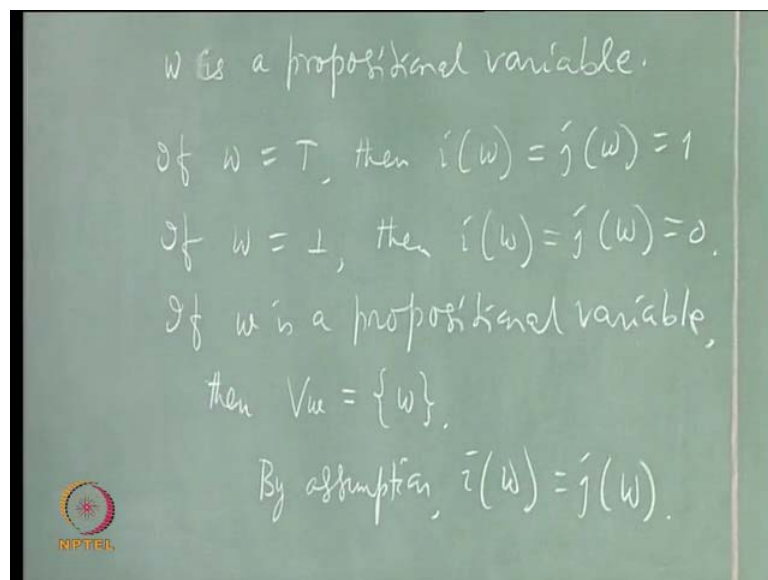 w is a propositional variable.
If w = ⊤, then i(w) = j(w) = 1
If w = ⊥, then i(w) = j(w) = 0.
If w is a propositional variable,
then Vw = {w}.
By assumption, i(w) = j(w).
NPTEL